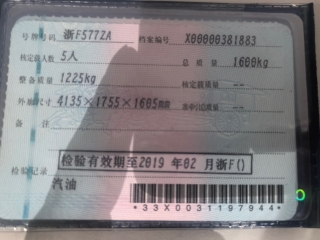 号牌号码 浙F577ZA 档案编号 X00000381883
核定载人数 5人 总质量 1600kg
整备质量 1225kg 核定载质量 --
外廓尺寸 4135×1755×1605mm 准牵引总质量 --
备注
检验有效期至2019年02月浙F()
检验记录
汽油
*33X0031197944*